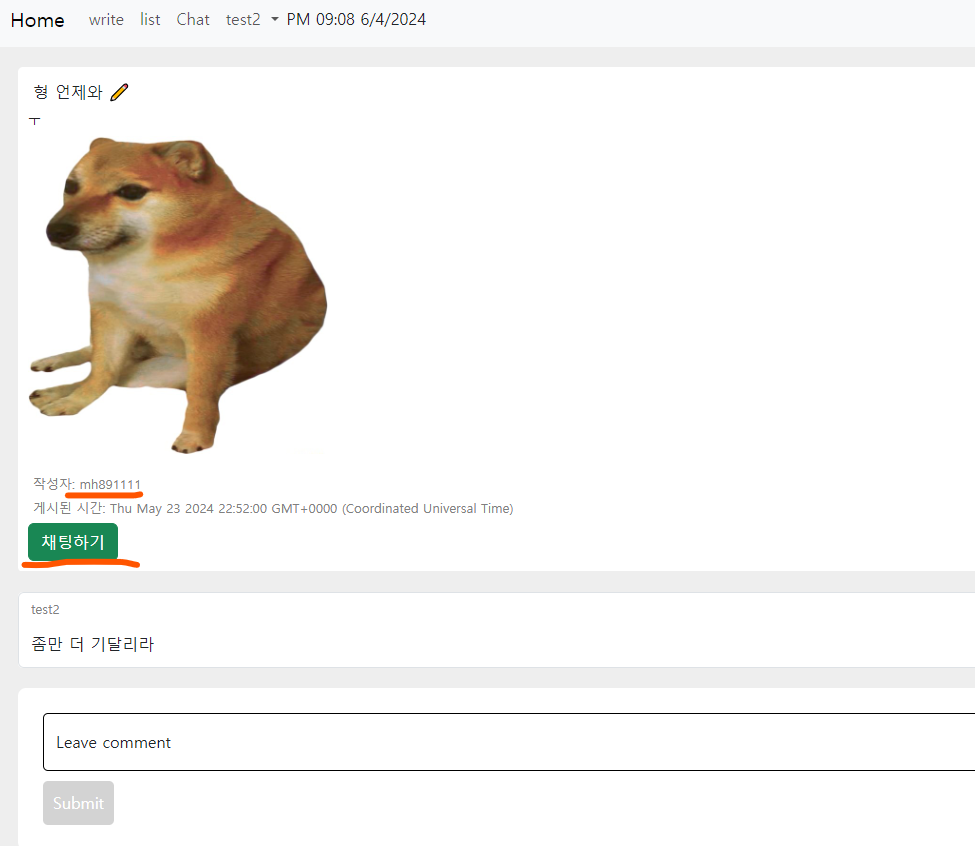 Home write list Chat test2 PM 09:08 6/4/2024
형 언제와
ㅜ
작성자: mh891111
게시된 시간: Thu May 23 2024 22:52:00 GMT+0000 (Coordinated Universal Time)
채팅하기
test2
좀만 더 기달리라
Leave comment
Submit